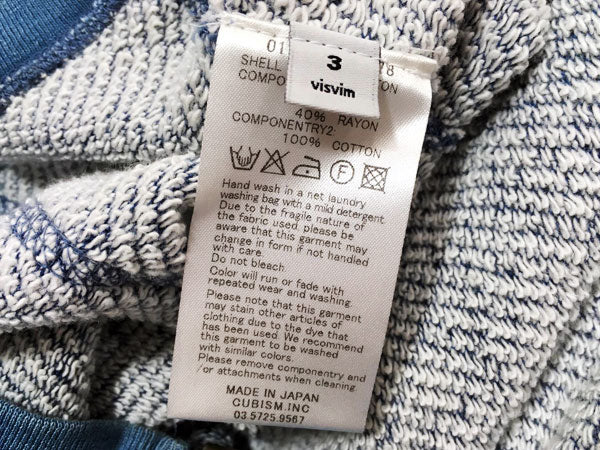 3
visvim
01 78
SHELL
COMPO
40% RAYON
COMPONENTRY2:
100% COTTON
F
Hand wash in a net laundry
washing bag with a mild detergent.
Due to the fragile nature of
the fabric used, please be
aware that this garment may
change in form if not handled
with care.
Do not bleach.
Color will run or fade with
repeated wear and washing.
Please note that this garment
may stain other articles of
clothing due to the dye that
has been used. We recommend
this garment to be washed
with similar colors.
Please remove componentry and
/or attachments when cleaning.
MADE IN JAPAN
CUBISM.INC
03.5725.9567